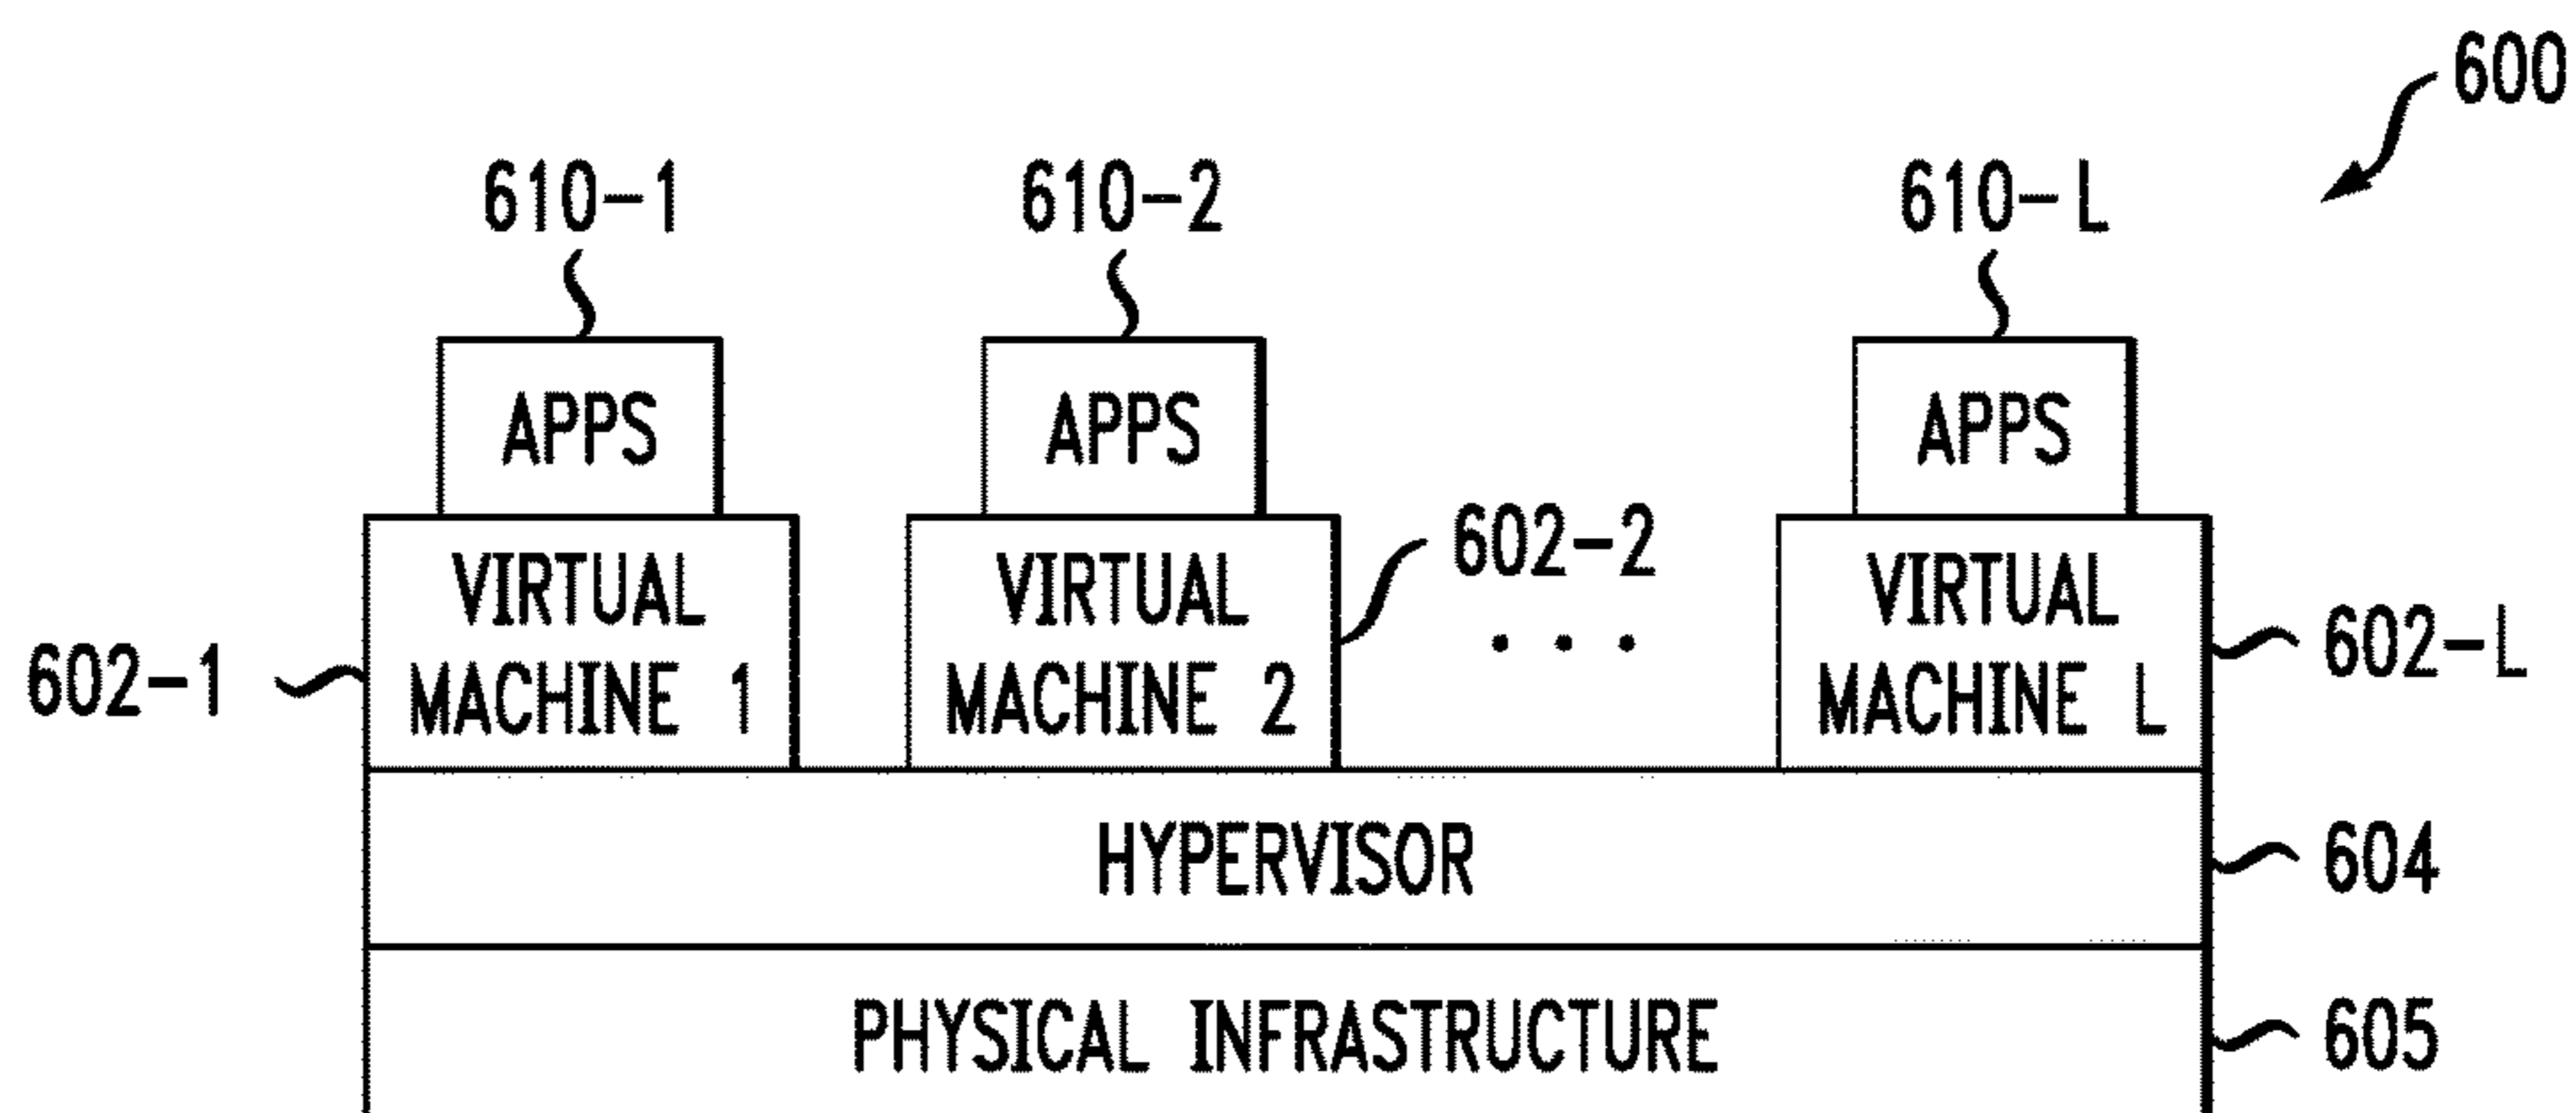 600
610-1 610-2 610-L
APPS APPS APPS
602-2
VIRTUAL VIRTUAL VIRTUAL
MACHINE 1 MACHINE 2 . . . MACHINE L
602-1 602-L
HYPERVISOR 604
PHYSICAL INFRASTRUCTURE 605